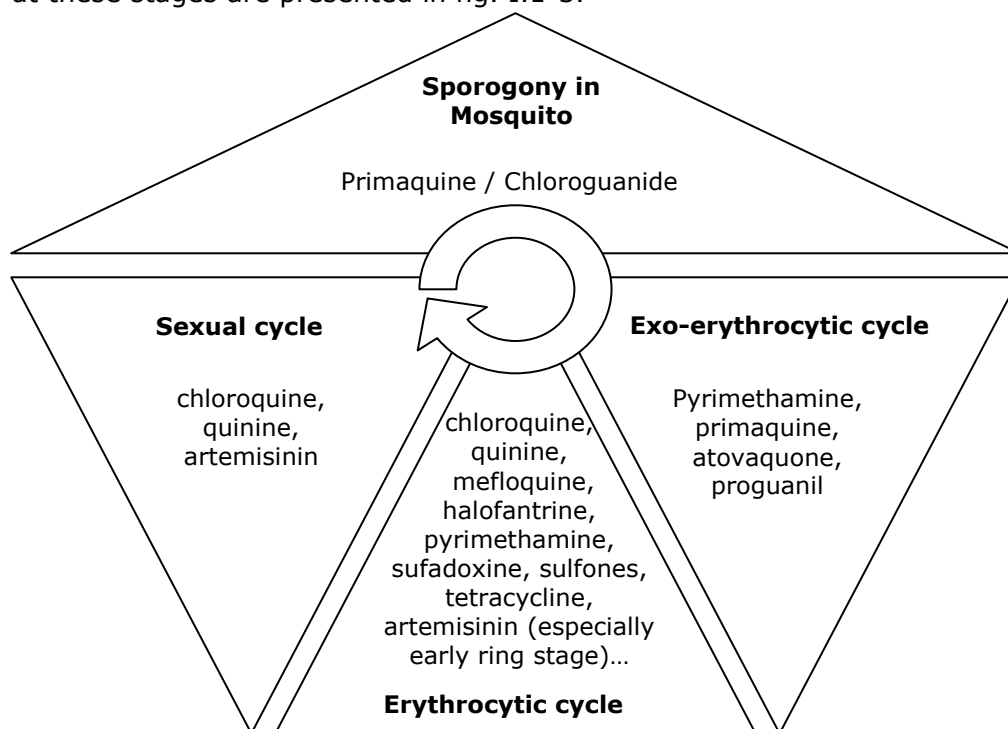 at these stages are presented in fig. I.1-3.
Sporogony in
Mosquito
Primaquine / Chloroguanide
Sexual cycle
chloroquine,
quinine,
artemisinin
Exo-erythrocytic cycle
Pyrimethamine,
primaquine,
atovaquone,
proguanil
chloroquine,
quinine,
mefloquine,
halofantrine,
pyrimethamine,
sufadoxine, sulfones,
tetracycline,
artemisinin (especially
early ring stage)…
Erythrocytic cycle